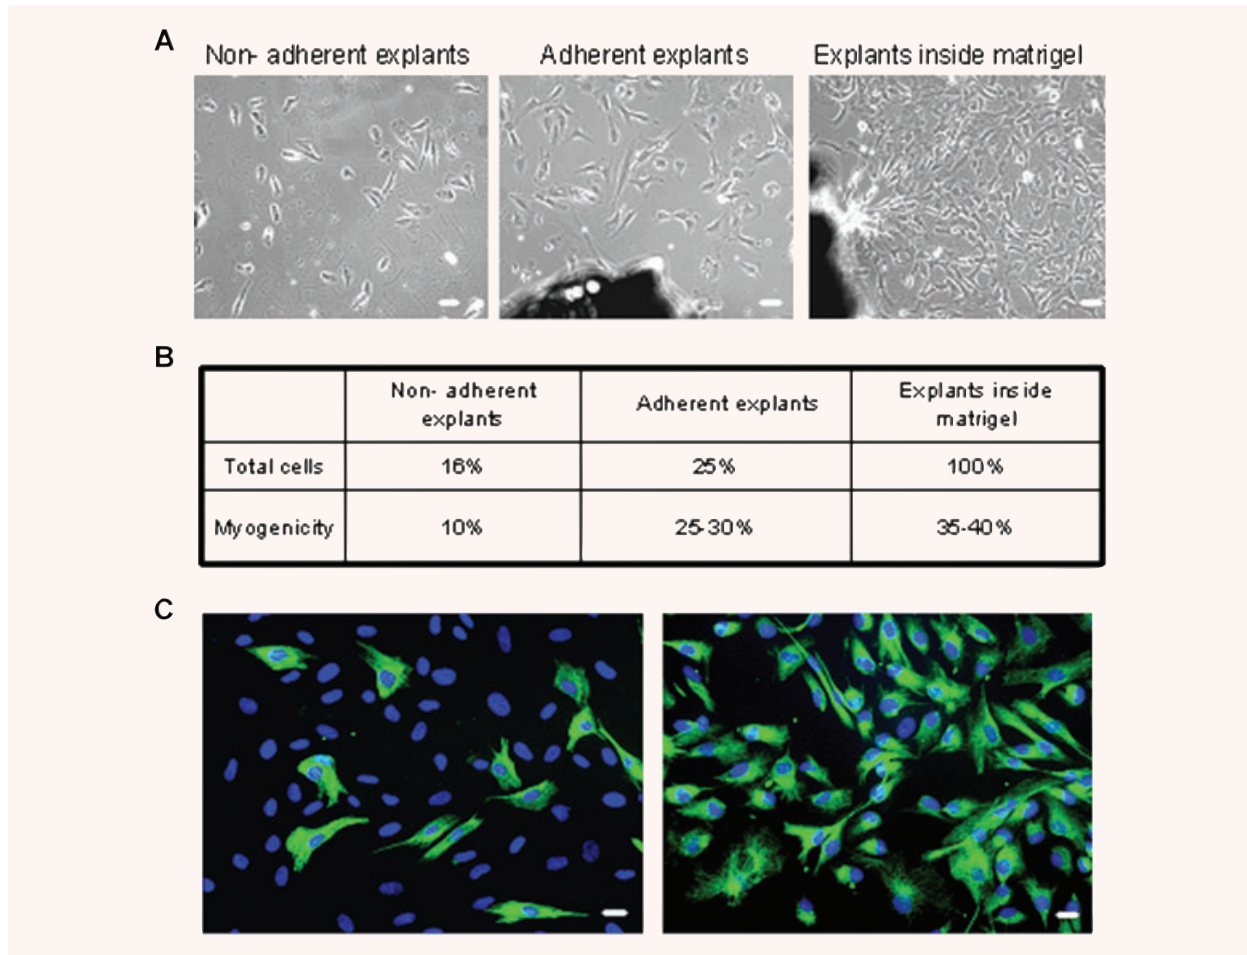 A
Non- adherent explants
Adherent explants
Explants inside matrigel
B
Non- adherent
explants
Adherent explants
Explants inside
matrigel
Total cells
16%
25%
100%
Myogenicity
10%
25-30%
35-40%
C